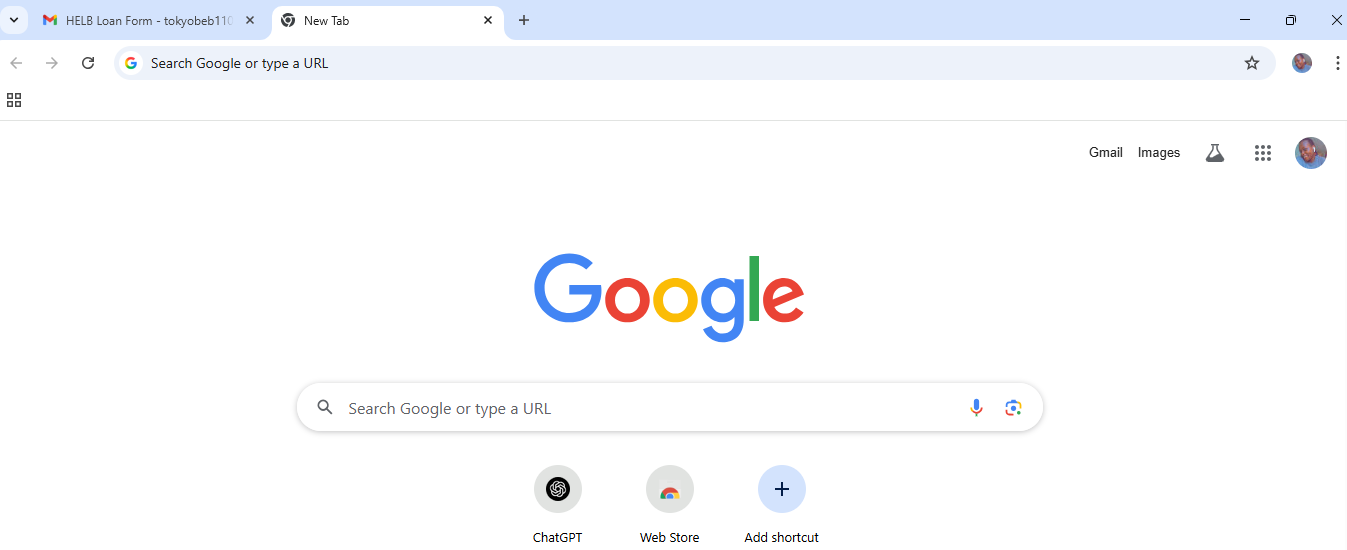 HELB Loan Form - tokyobeb110
New Tab
Search Google or type a URL
Gmail Images
Google
Search Google or type a URL
ChatGPT Web Store Add shortcut